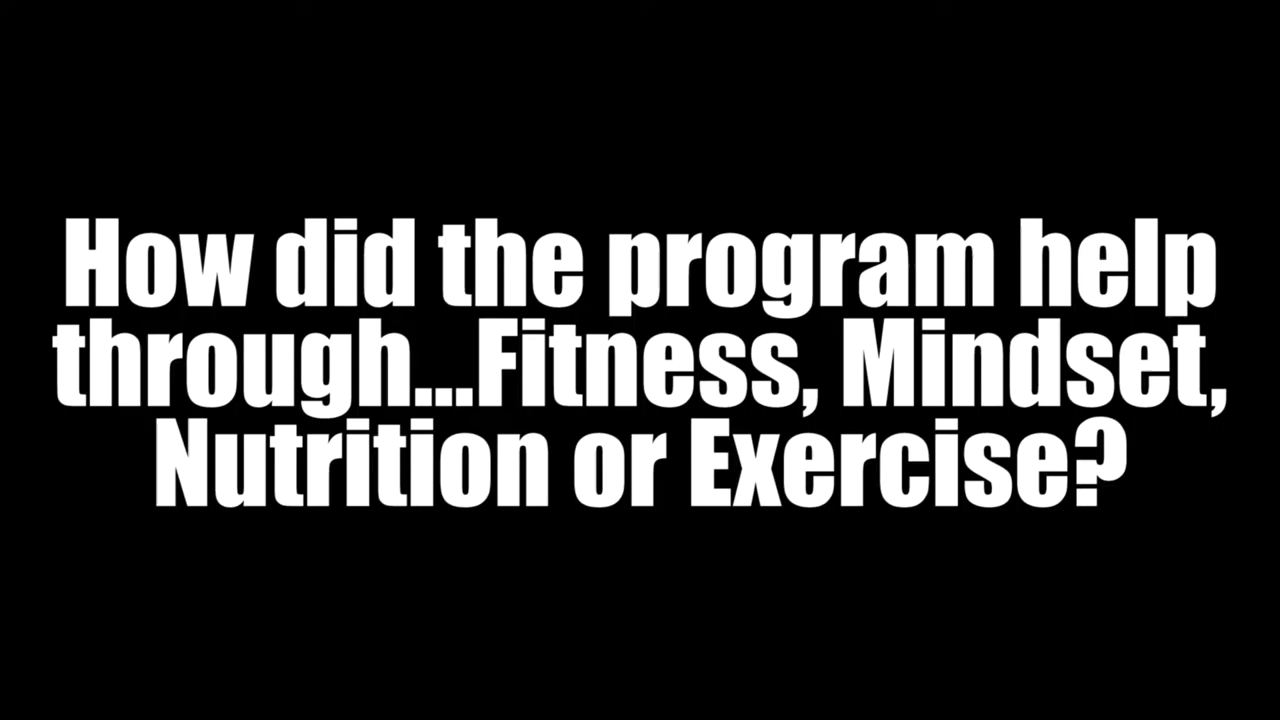 How did the program help
through...Fitness, Mindset,
Nutrition or Exercise?